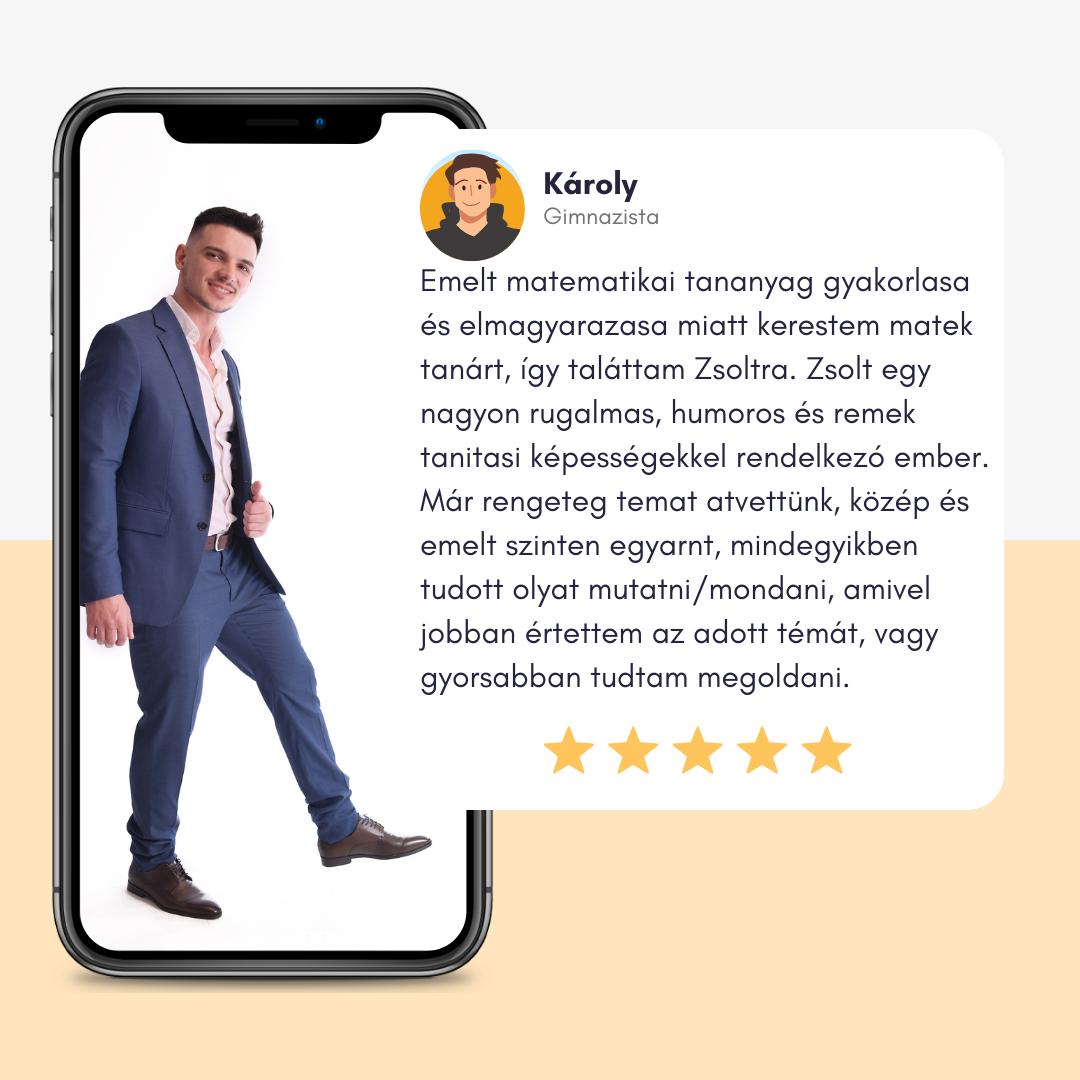 Károly
Gimnazista
Emelt matematikai tananyag gyakorlasa
és elmagyarazasa miatt kerestem matek
tanárt, így taláttam Zsoltra. Zsolt egy
nagyon rugalmas, humoros és remek
tanitasi képességekkel rendelkezó ember.
Már rengeteg temat atvettünk, közép és
emelt szinten egyarnt, mindegyikben
tudott olyat mutatni/mondani, amivel
jobban értettem az adott témát, vagy
gyorsabban tudtam megoldani.